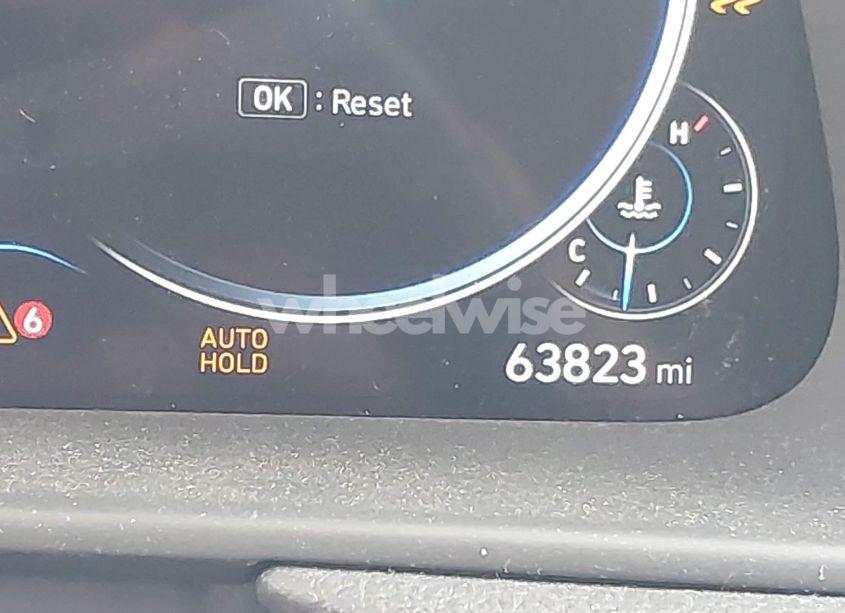 OK : Reset
H
C
6
wheelwise
AUTO
HOLD
63823 mi